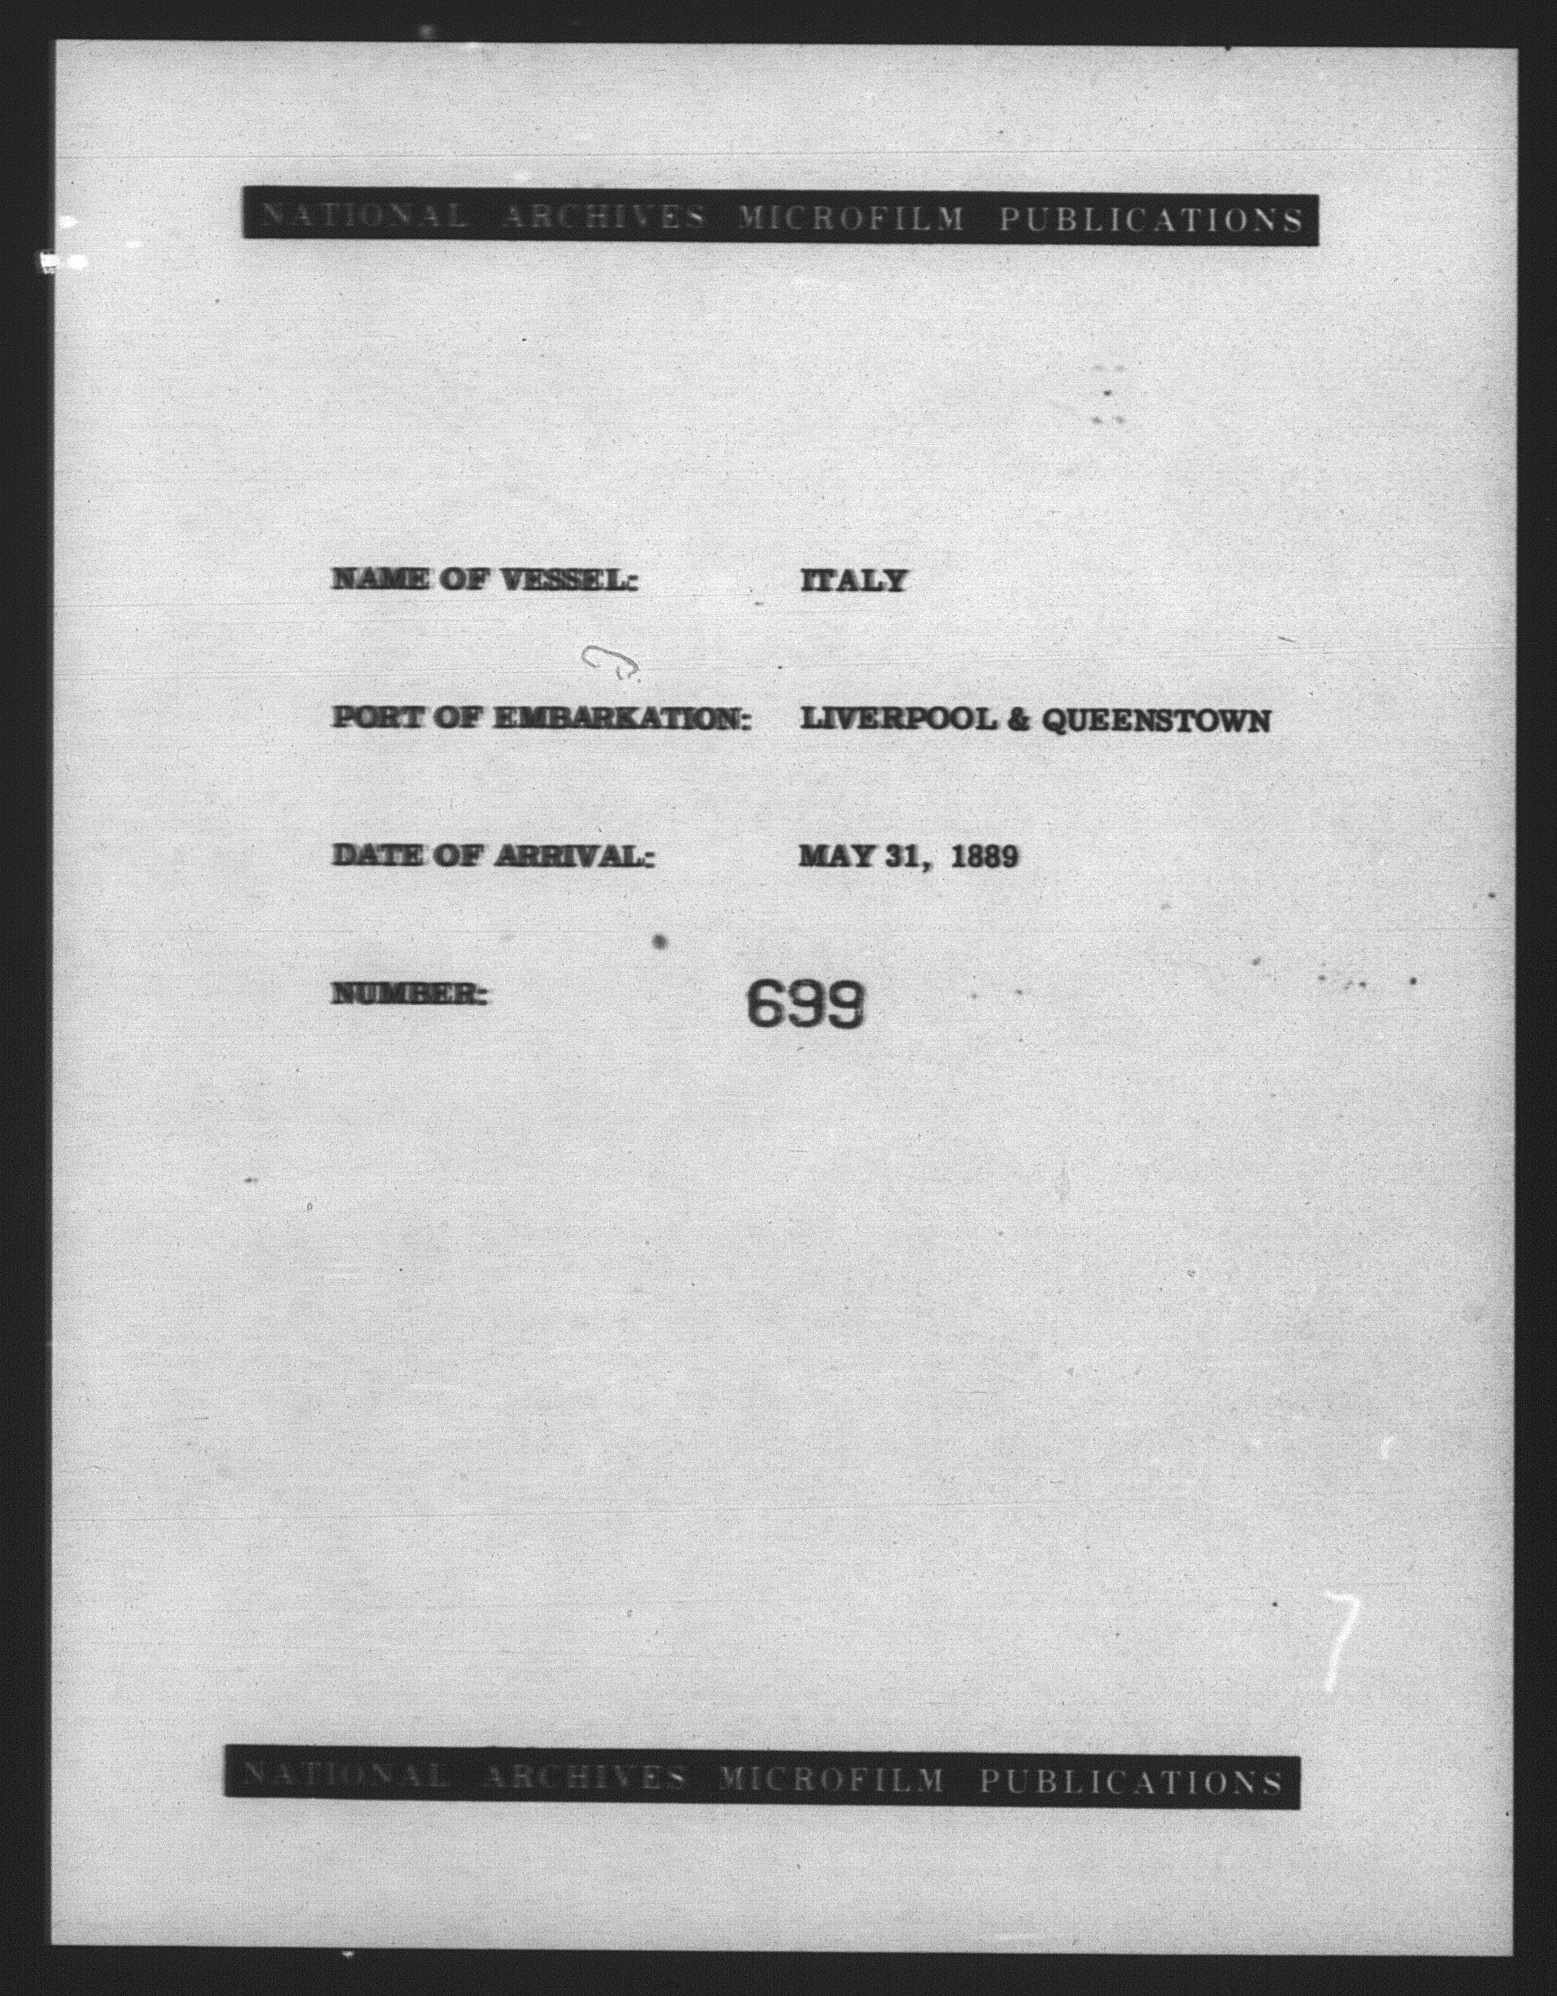 NATIONAL ARCHIVES MICROFILM PUBLICATIONS
NAME OF VESSEL: ITALY
PORT OF EMBARKATION: LIVERPOOL & QUEENSTOWN
DATE OF ARRIVAL: MAY 31, 1889
NUMBER: 699
7
NATIONAL ARCHIVES MICROFILM PUBLICATIONS